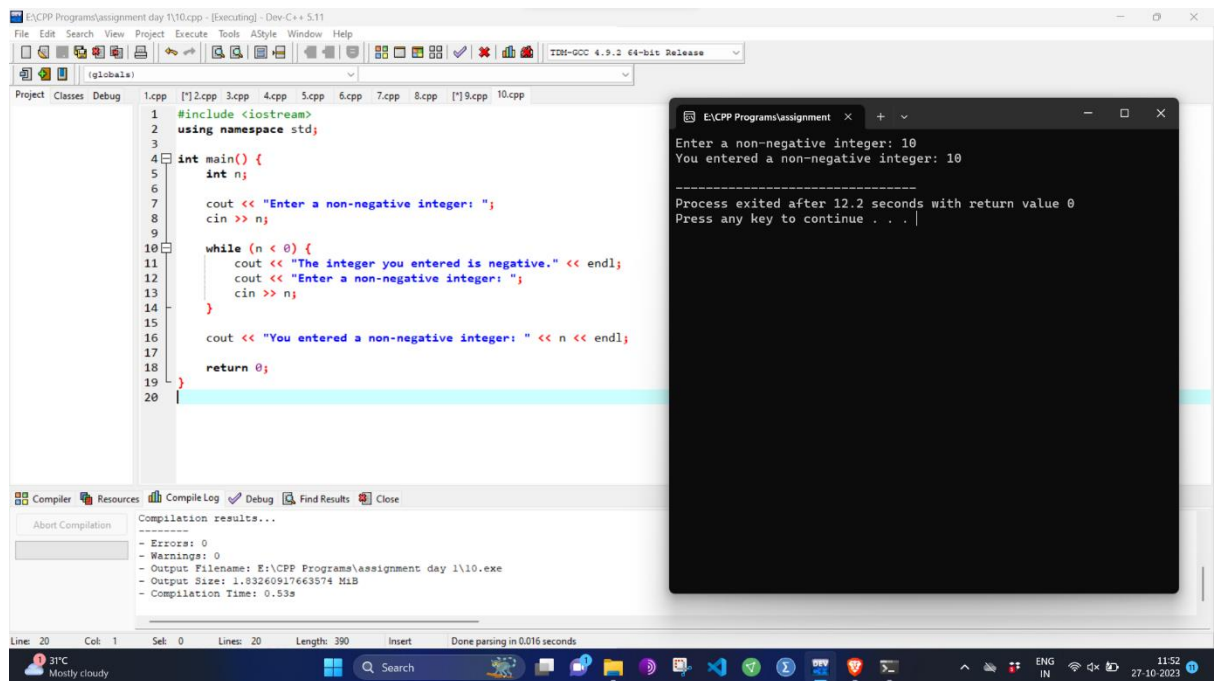 E:\CPP Programs\assignment day 1\10.cpp - [Executing] - Dev-C++ 5.11
File Edit Search View Project Execute Tools AStyle Window Help
TDM-GCC 4.9.2 64-bit Release
(globals)
Project Classes Debug
1.cpp [*] 2.cpp 3.cpp 4.cpp 5.cpp 6.cpp 7.cpp 8.cpp [*] 9.cpp 10.cpp
1 #include <iostream>
2 using namespace std;
3
4 int main() {
5 int n;
6
7 cout << "Enter a non-negative integer: ";
8 cin >> n;
9
10 while (n < 0) {
11 cout << "The integer you entered is negative." << endl;
12 cout << "Enter a non-negative integer: ";
13 cin >> n;
14 }
15
16 cout << "You entered a non-negative integer: " << n << endl;
17
18 return 0;
19 }
20
E:\CPP Programs\assignment
Enter a non-negative integer: 10
You entered a non-negative integer: 10
--------------------------------
Process exited after 12.2 seconds with return value 0
Press any key to continue . . .
Compiler Resources Compile Log Debug Find Results Close
Abort Compilation
Compilation results...
--------
- Errors: 0
- Warnings: 0
- Output Filename: E:\CPP Programs\assignment day 1\10.exe
- Output Size: 1.83260917663574 MiB
- Compilation Time: 0.53s
Line: 20 Col: 1 Sel: 0 Lines: 20 Length: 390 Insert Done parsing in 0.016 seconds
1
31°C
Mostly cloudy
Search
DEV
ENG
IN
11:52
27-10-2023